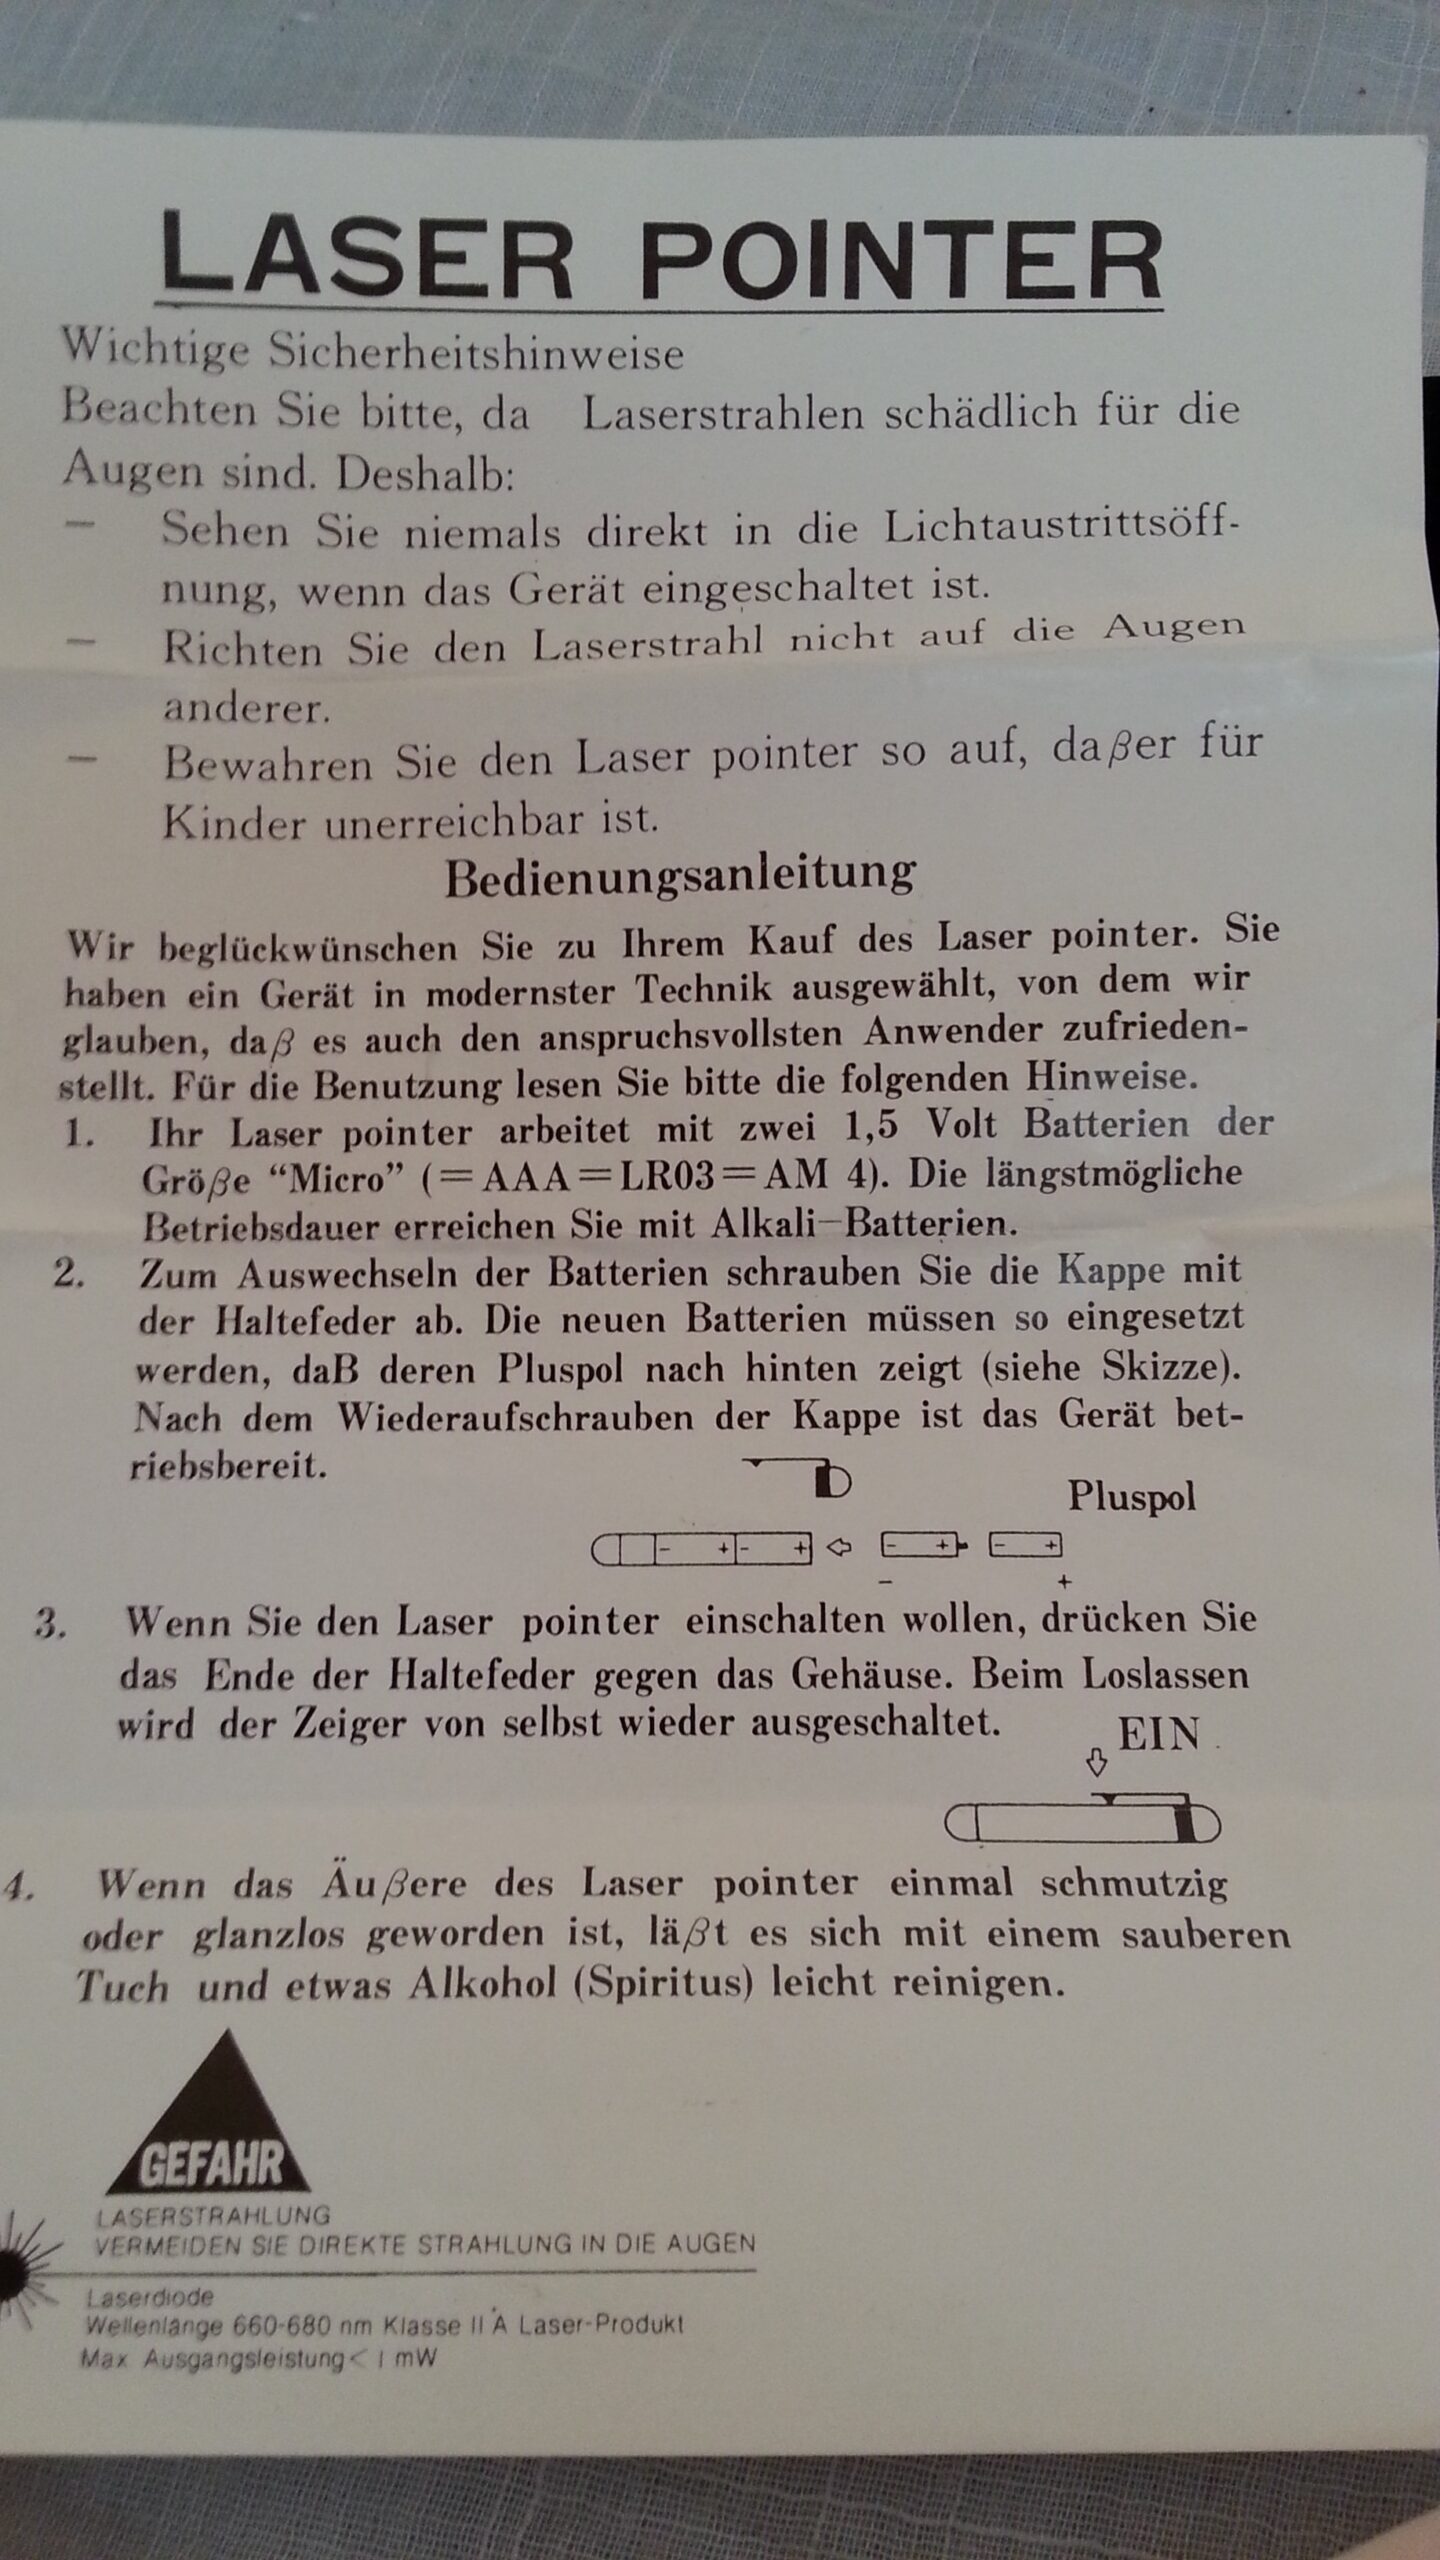 LASER POINTER
Wichtige Sicherheitshinweise
Beachten Sie bitte, da Laserstrahlen schädlich für die
Augen sind. Deshalb:
– Sehen Sie niemals direkt in die Lichtaustrittsöff-
nung, wenn das Gerät eingeschaltet ist.
– Richten Sie den Laserstrahl nicht auf die Augen
anderer.
– Bewahren Sie den Laser pointer so auf, daβer für
Kinder unerreichbar ist.
Bedienungsanleitung
Wir beglückwünschen Sie zu Ihrem Kauf des Laser pointer. Sie
haben ein Gerät in modernster Technik ausgewählt, von dem wir
glauben, daβ es auch den anspruchsvollsten Anwender zufrieden-
stellt. Für die Benutzung lesen Sie bitte die folgenden Hinweise.
1. Ihr Laser pointer arbeitet mit zwei 1,5 Volt Batterien der
Gröβe “Micro” (=AAA=LR03=AM 4). Die längstmögliche
Betriebsdauer erreichen Sie mit Alkali–Batterien.
2. Zum Auswechseln der Batterien schrauben Sie die Kappe mit
der Haltefeder ab. Die neuen Batterien müssen so eingesetzt
werden, daB deren Pluspol nach hinten zeigt (siehe Skizze).
Nach dem Wiederaufschrauben der Kappe ist das Gerät bet-
riebsbereit.
Pluspol
– + – + – + – +
– +
3. Wenn Sie den Laser pointer einschalten wollen, drücken Sie
das Ende der Haltefeder gegen das Gehäuse. Beim Loslassen
wird der Zeiger von selbst wieder ausgeschaltet.
EIN
4. Wenn das Äuβere des Laser pointer einmal schmutzig
oder glanzlos geworden ist, läβt es sich mit einem sauberen
Tuch und etwas Alkohol (Spiritus) leicht reinigen.
GEFAHR
LASERSTRAHLUNG
VERMEIDEN SIE DIREKTE STRAHLUNG IN DIE AUGEN
Laserdiode
Wellenlänge 660-680 nm Klasse II A Laser-Produkt
Max Ausgangsleistung < 1 mW